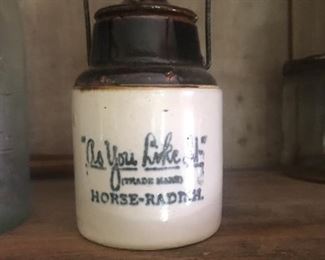 "As You Like It"
(TRADE MARK)
HORSE-RADISH.